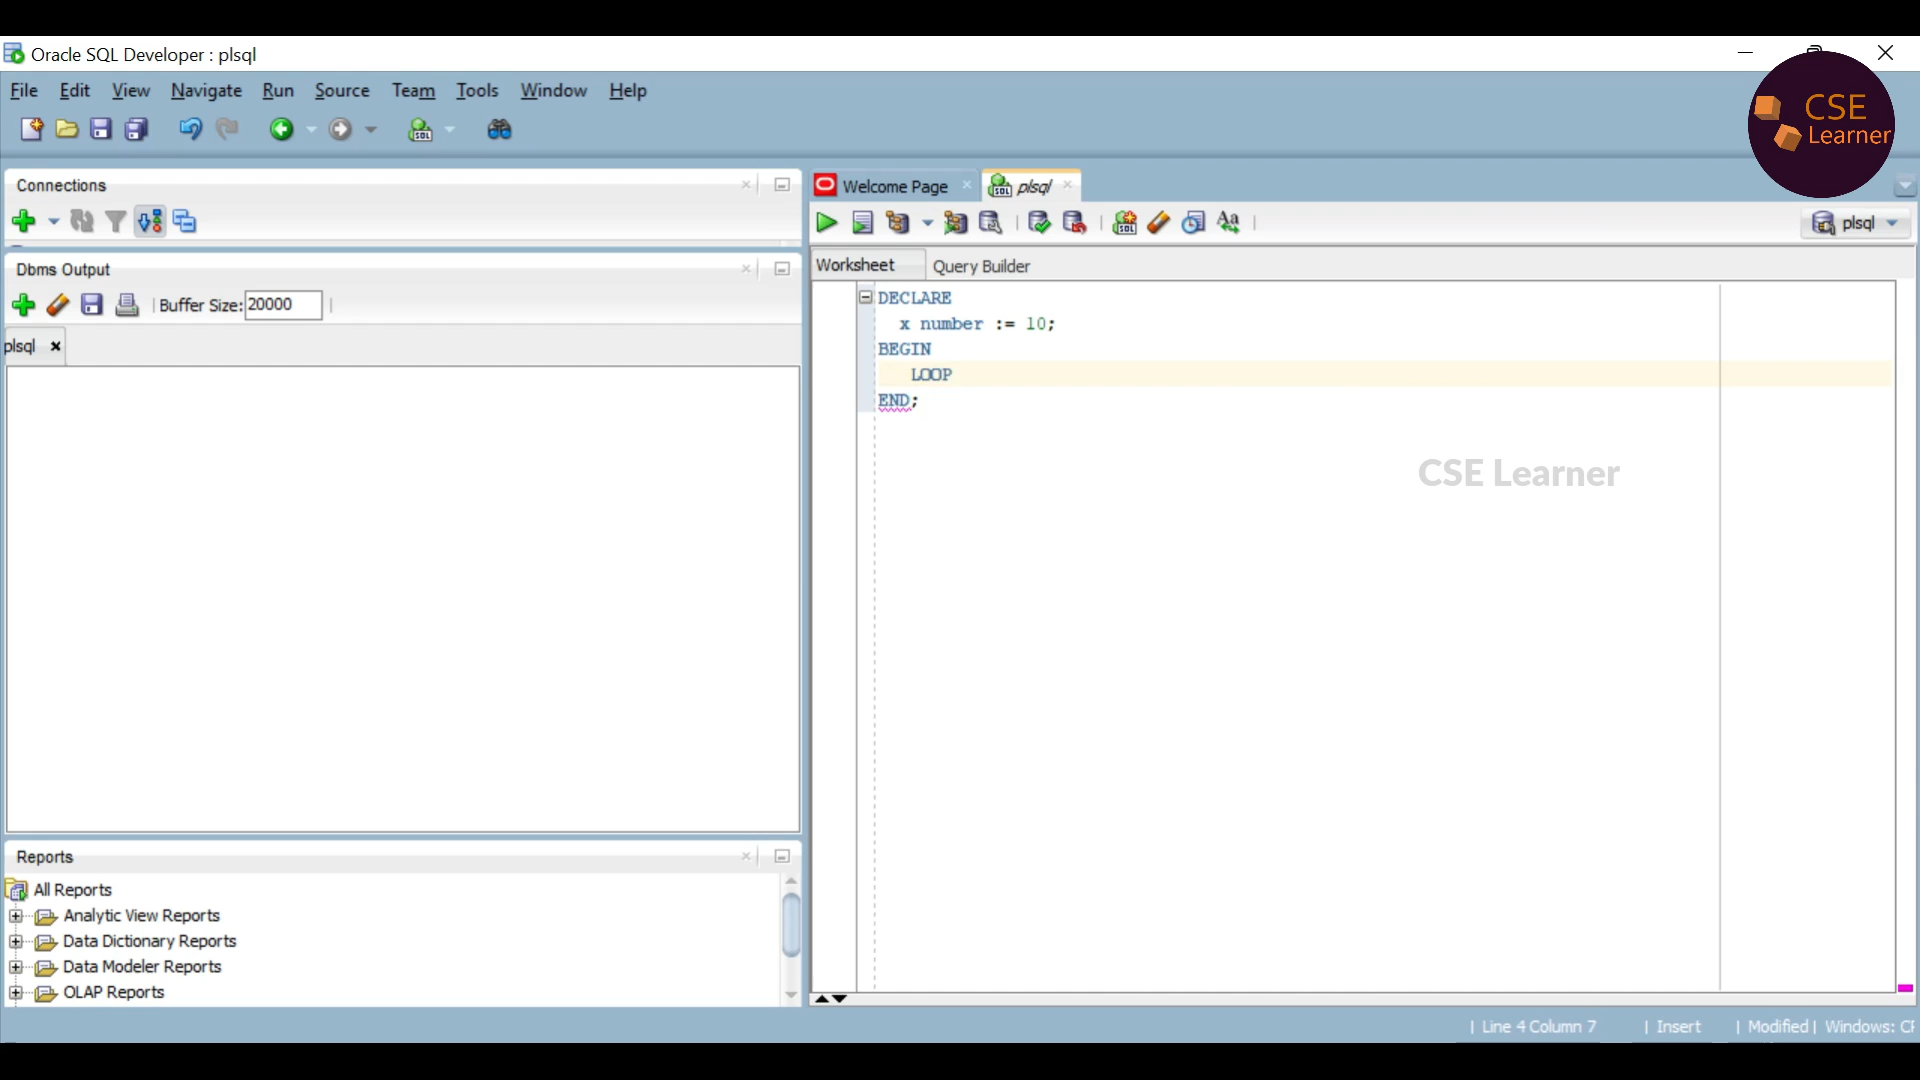 Oracle SQL Developer : plsql
File Edit View Navigate Run Source Team Tools Window Help
CSE
Learner
Connections
Welcome Page
plsql
plsql
Dbms Output
Worksheet
Query Builder
Buffer Size: 20000
plsql
DECLARE
x number := 10;
BEGIN
LOOP
END;
CSE Learner
Reports
All Reports
Analytic View Reports
Data Dictionary Reports
Data Modeler Reports
OLAP Reports
| Line 4 Column 7 | Insert | Modified | Windows: